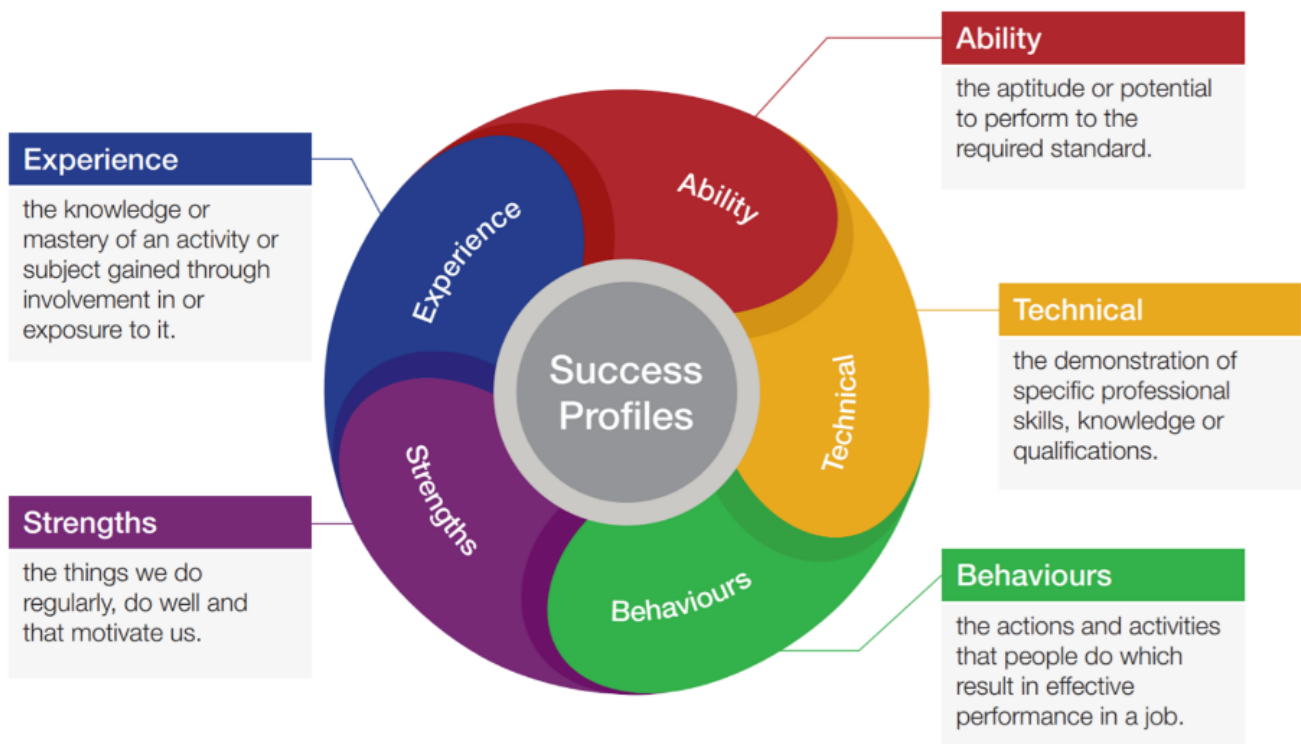 Ability
the aptitude or potential
to perform to the
required standard.
Experience
the knowledge or
mastery of an activity or
subject gained through
involvement in or
exposure to it.
Technical
the demonstration of
specific professional
skills, knowledge or
qualifications.
Strengths
the things we do
regularly, do well and
that motivate us.
Behaviours
the actions and activities
that people do which
result in effective
performance in a job.
Success
Profiles
Ability
Technical
Behaviours
Strengths
Experience